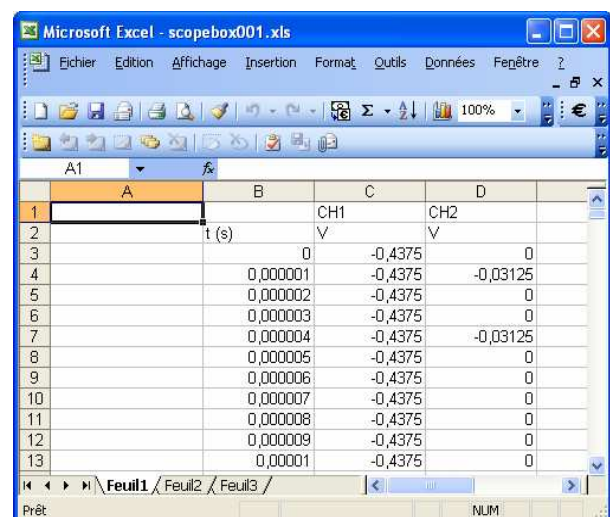 Microsoft Excel - scopebox001.xls
Fichier Edition Affichage Insertion Format Outils Données Fenêtre ?
Σ 100% €
A1 fx
A B C D
1 CH1 CH2
2 t (s) V V
3 0 -0,4375 0
4 0,000001 -0,4375 -0,03125
5 0,000002 -0,4375 0
6 0,000003 -0,4375 0
7 0,000004 -0,4375 -0,03125
8 0,000005 -0,4375 0
9 0,000006 -0,4375 0
10 0,000007 -0,4375 0
11 0,000008 -0,4375 0
12 0,000009 -0,4375 0
13 0,00001 -0,4375 0
Feuil1 Feuil2 Feuil3
Prêt NUM